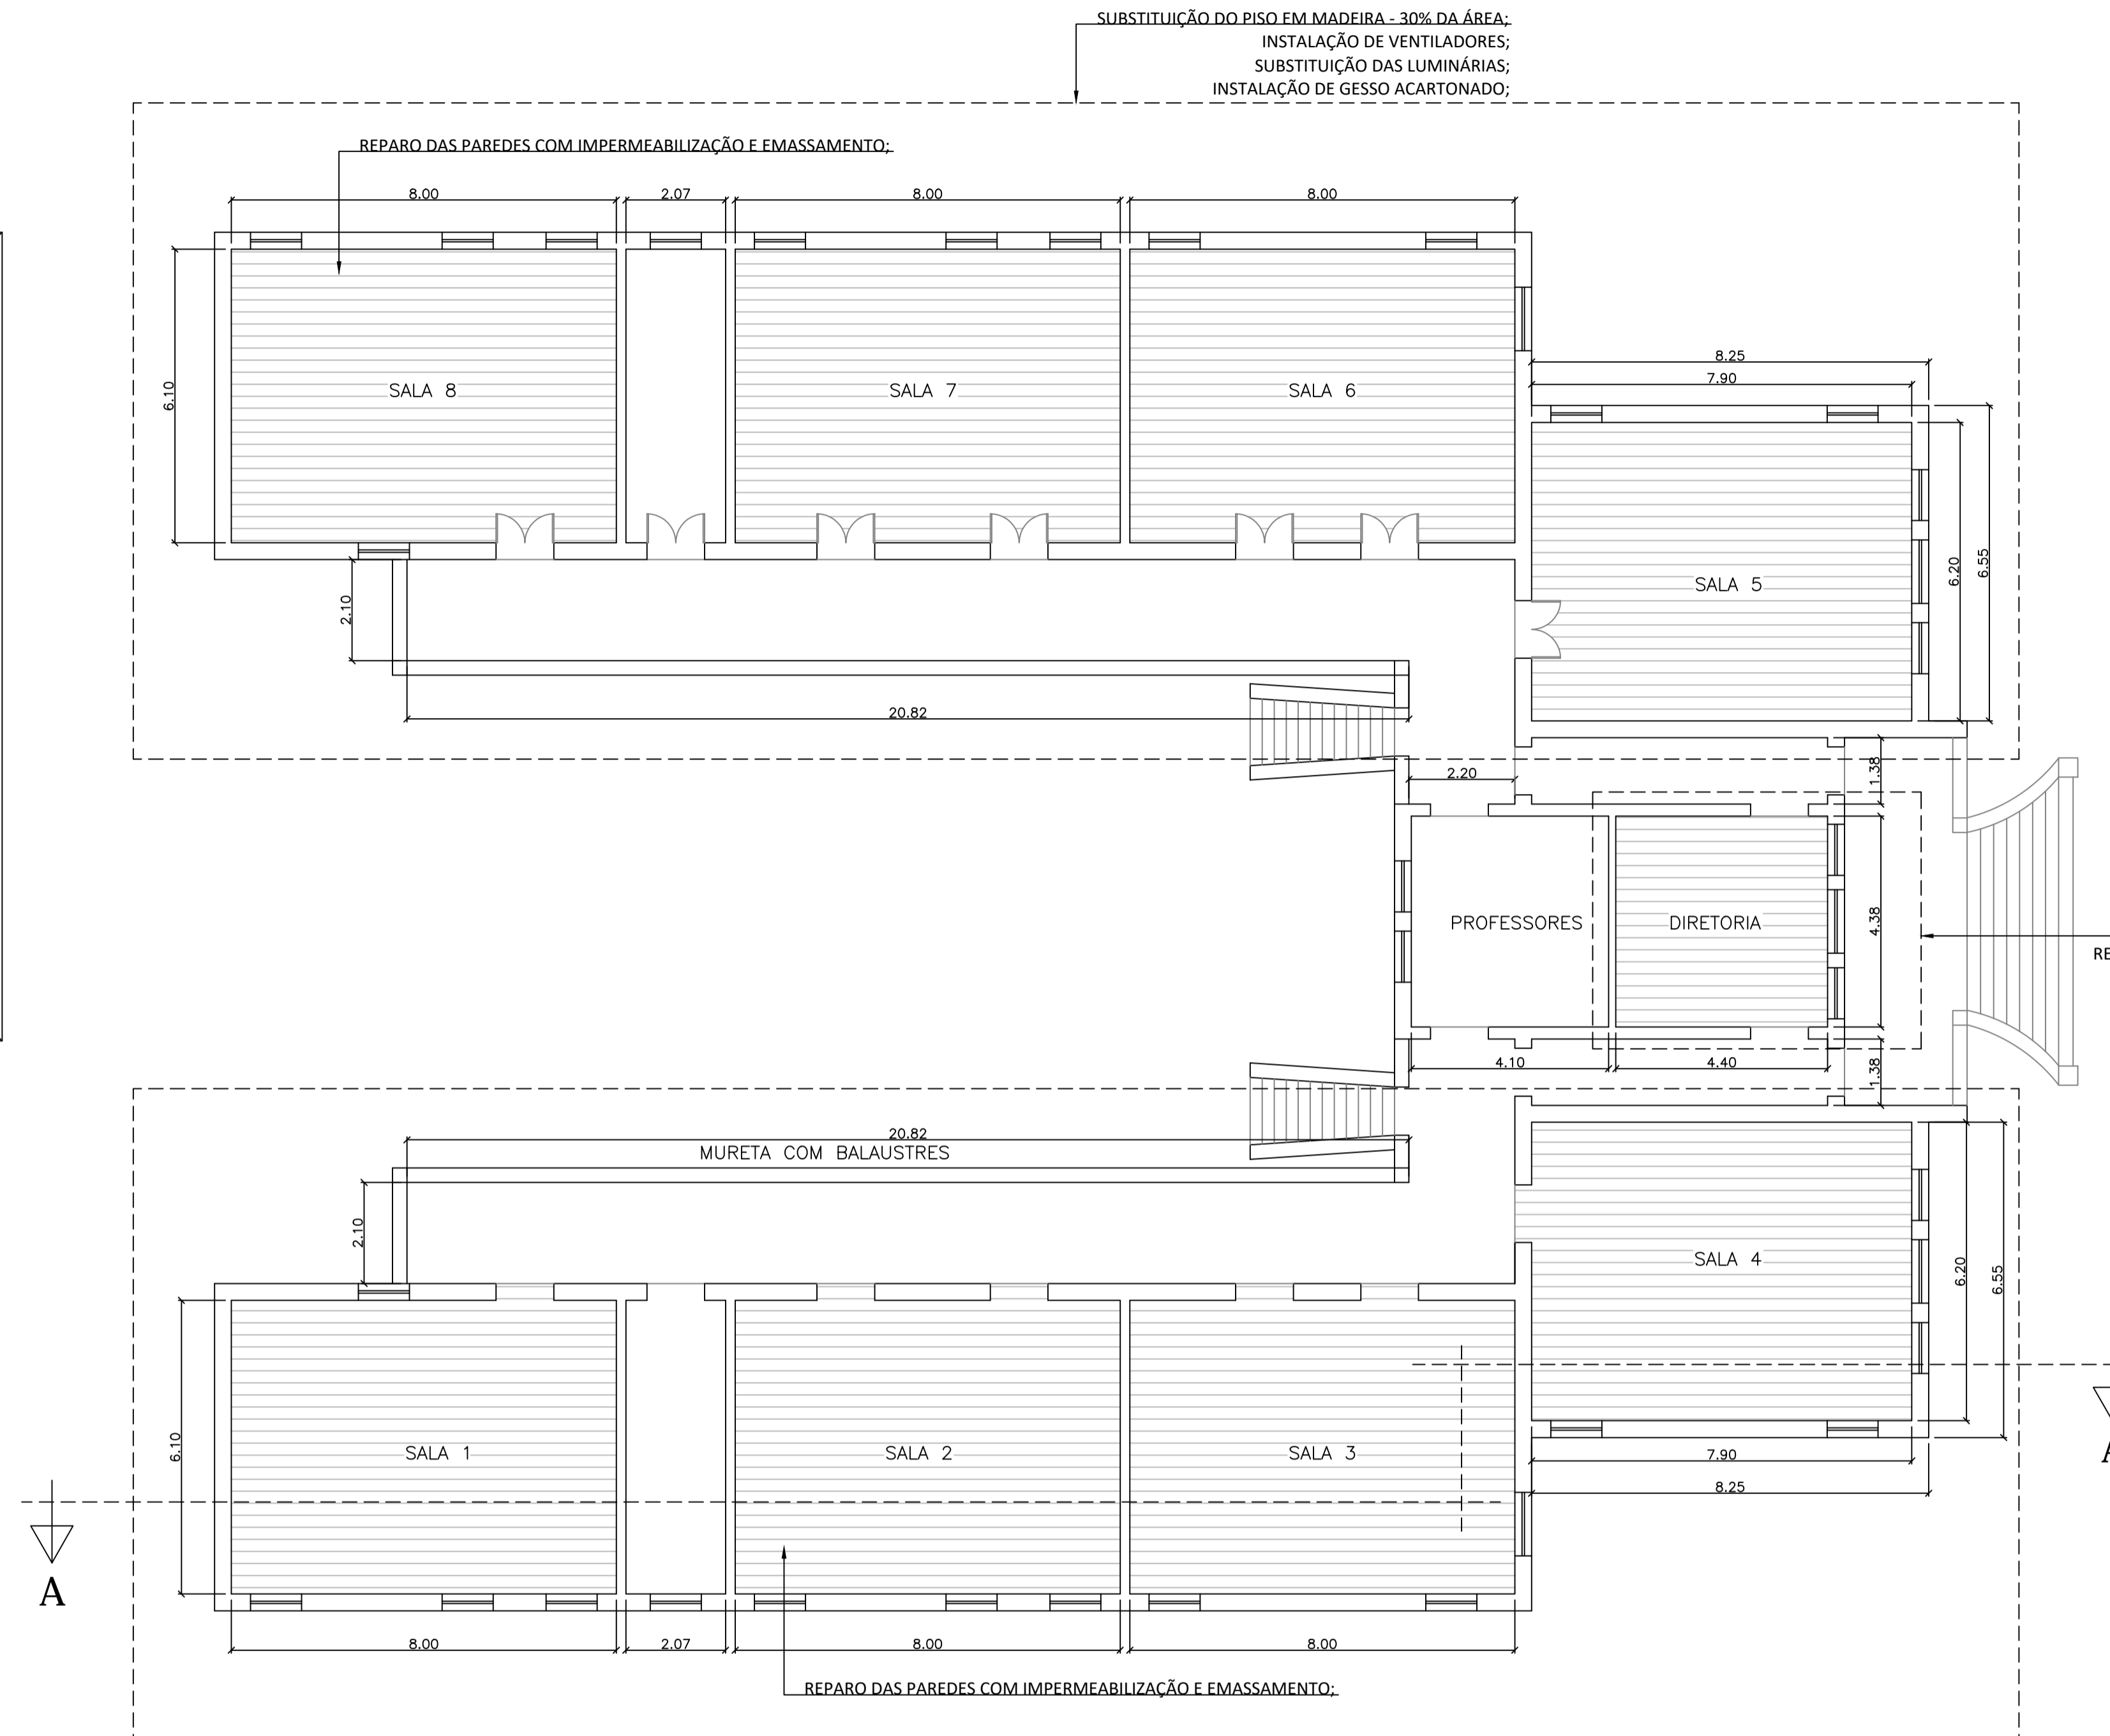 SUBSTITUIÇÃO DO PISO EM MADEIRA - 30% DA ÁREA;
INSTALAÇÃO DE VENTILADORES;
SUBSTITUIÇÃO DAS LUMINÁRIAS;
INSTALAÇÃO DE GESSO ACARTONADO;
REPARO DAS PAREDES COM IMPERMEABILIZAÇÃO E EMASSAMENTO;
8.00
2.07
8.00
8.00
8.25
7.90
6.10
SALA 8
SALA 7
SALA 6
SALA 5
6.20
6.55
2.10
20.82
2.20
1.38
PROFESSORES
DIRETORIA
4.38
RE
4.10
4.40
1.38
20.82
MURETA COM BALAUSTRES
2.10
SALA 4
6.20
6.55
6.10
SALA 1
SALA 2
SALA 3
7.90
8.25
A
8.00
2.07
8.00
8.00
REPARO DAS PAREDES COM IMPERMEABILIZAÇÃO E EMASSAMENTO;